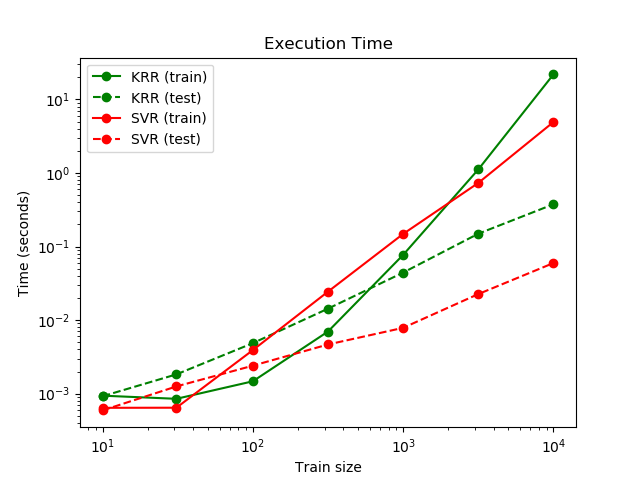 Execution Time
KRR (train)
KRR (test)
SVR (train)
SVR (test)
10¹
10⁰
10⁻¹
10⁻²
10⁻³
Time (seconds)
10¹ 10² 10³ 10⁴
Train size